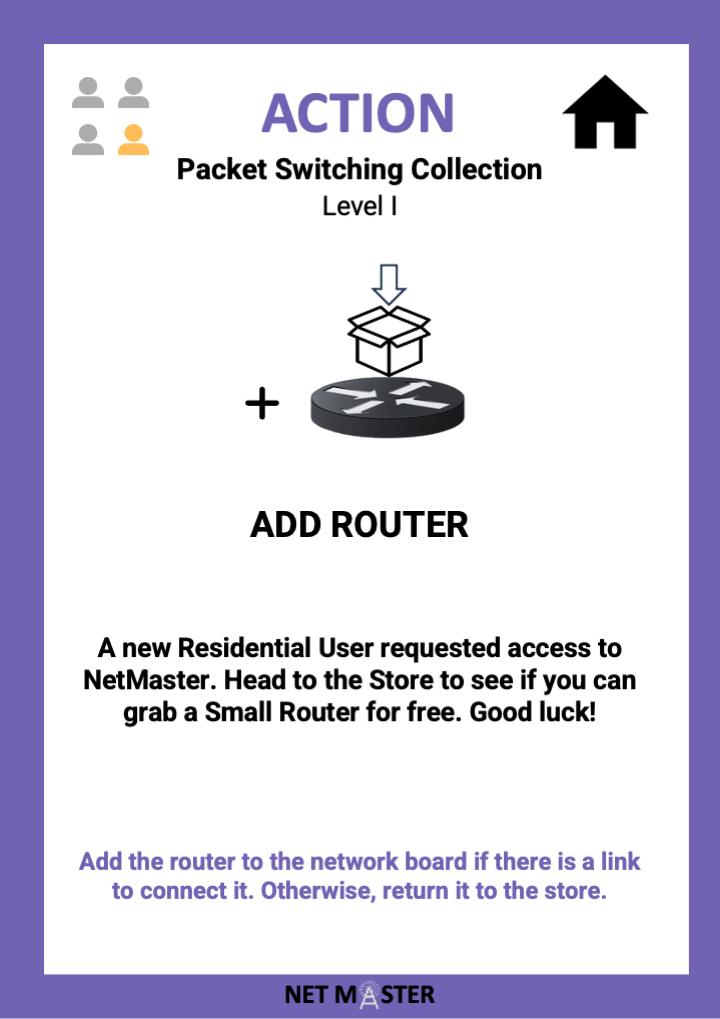 ACTION
Packet Switching Collection
Level I
+
ADD ROUTER
A new Residential User requested access to
NetMaster. Head to the Store to see if you can
grab a Small Router for free. Good luck!
Add the router to the network board if there is a link
to connect it. Otherwise, return it to the store.
NET MASTER